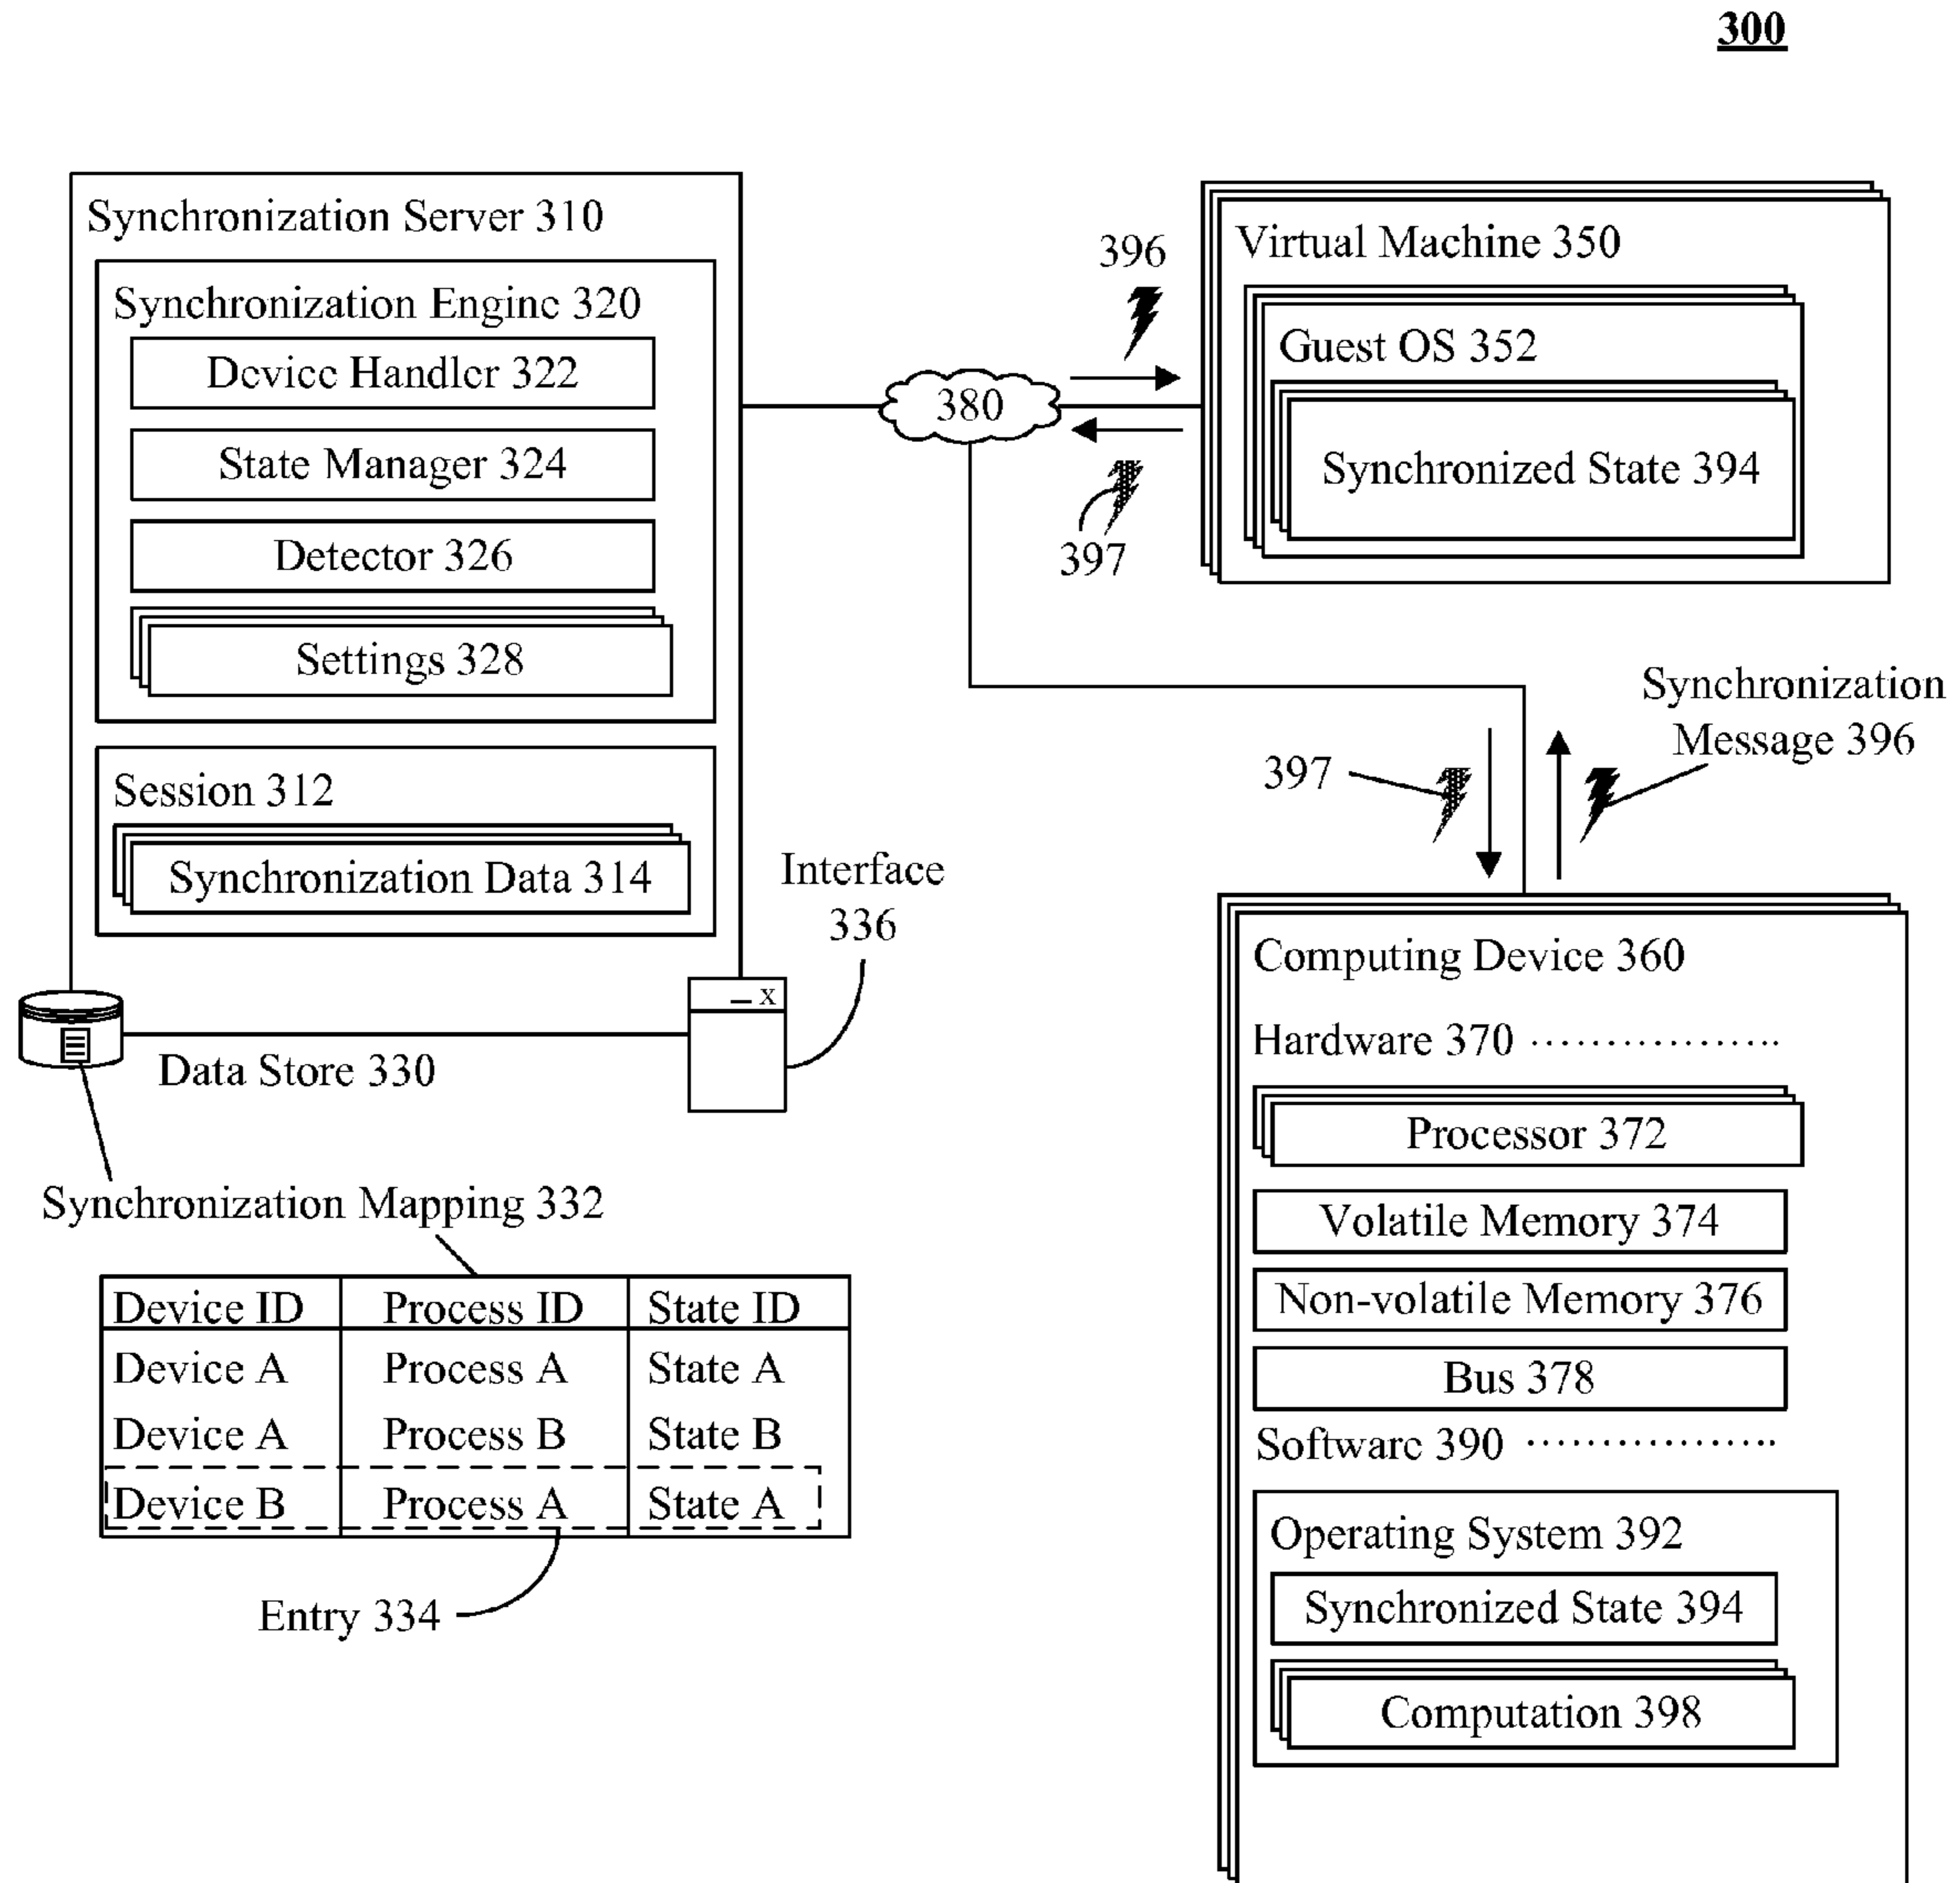 300
Synchronization Server 310
Synchronization Engine 320
Device Handler 322
State Manager 324
Detector 326
Settings 328
Session 312
Synchronization Data 314
Interface
336
_ x
Data Store 330
Synchronization Mapping 332
Device ID Process ID State ID
Device A Process A State A
Device A Process B State B
Device B Process A State A
Entry 334
380
396
397
Virtual Machine 350
Guest OS 352
Synchronized State 394
Synchronization
Message 396
397
Computing Device 360
Hardware 370 .................
Processor 372
Volatile Memory 374
Non-volatile Memory 376
Bus 378
Software 390 .................
Operating System 392
Synchronized State 394
Computation 398